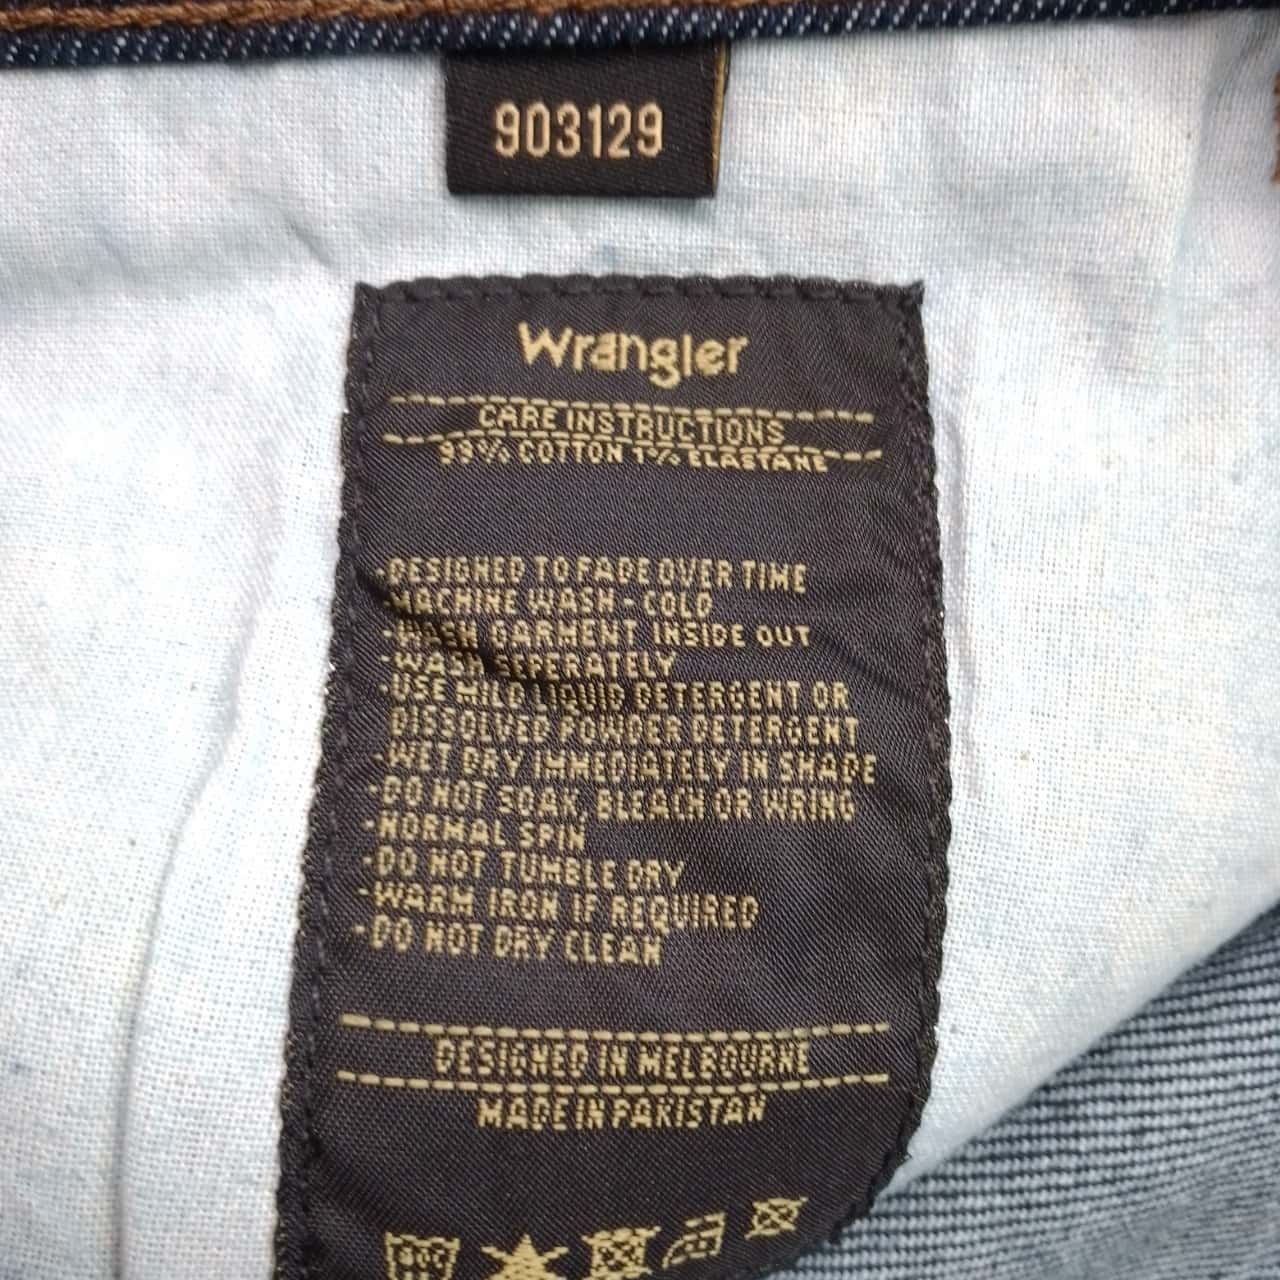 903129
Wrangler
CARE INSTRUCTIONS
99% COTTON 1% ELASTANE
-DESIGNED TO FADE OVER TIME
-MACHINE WASH - COLD
-WASH GARMENT INSIDE OUT
-WASH SEPERATELY
-USE MILD LIQUID DETERGENT OR
DISSOLVED POWDER DETERGENT
-WET DRY IMMEDIATELY IN SHADE
-DO NOT SOAK, BLEACH OR WRING
-NORMAL SPIN
-DO NOT TUMBLE DRY
-WARM IRON IF REQUIRED
-DO NOT DRY CLEAN
DESIGNED IN MELBOURNE
MADE IN PAKISTAN